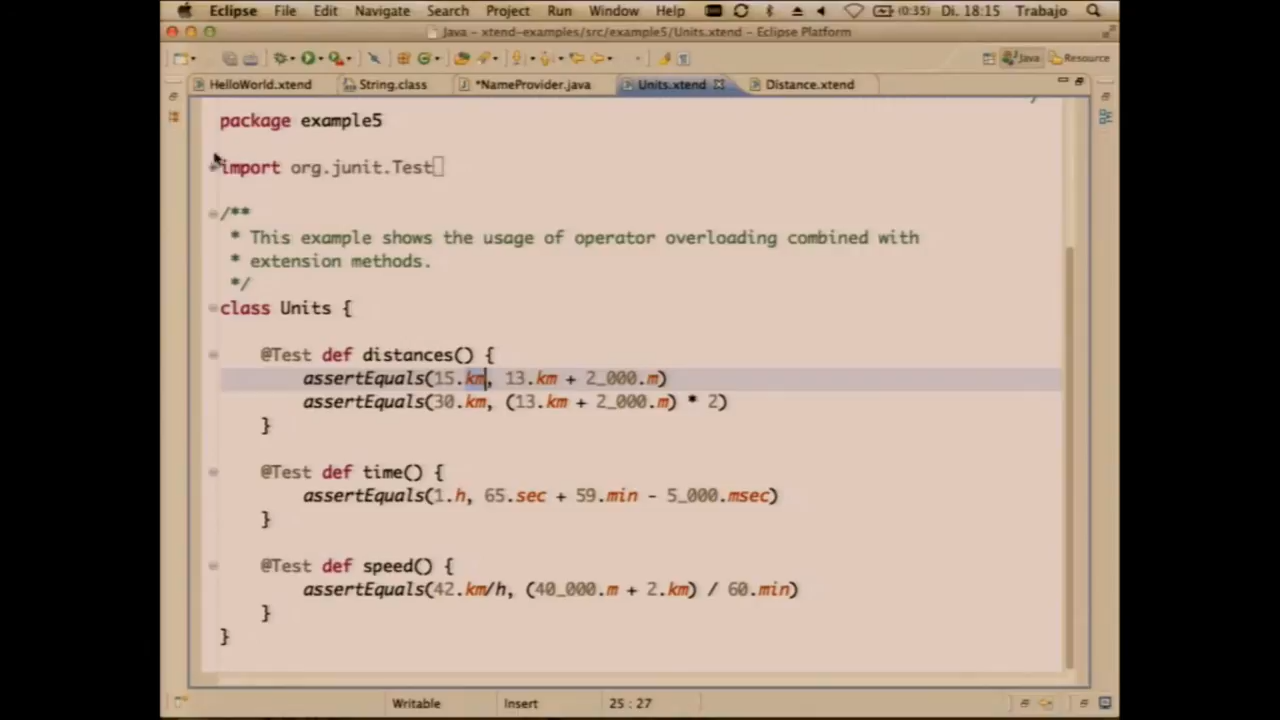 Eclipse File Edit Navigate Search Project Run Window Help (0:35) Di. 18:15 Trabajo
Java – xtend-examples/src/example5/Units.xtend – Eclipse Platform
Java Resource
HelloWorld.xtend String.class *NameProvider.java Units.xtend Distance.xtend
package example5
import org.junit.Test
/**
* This example shows the usage of operator overloading combined with
* extension methods.
*/
class Units {
@Test def distances() {
assertEquals(15.km, 13.km + 2_000.m)
assertEquals(30.km, (13.km + 2_000.m) * 2)
}
@Test def time() {
assertEquals(1.h, 65.sec + 59.min - 5_000.msec)
}
@Test def speed() {
assertEquals(42.km/h, (40_000.m + 2.km) / 60.min)
}
}
Writable Insert 25 : 27